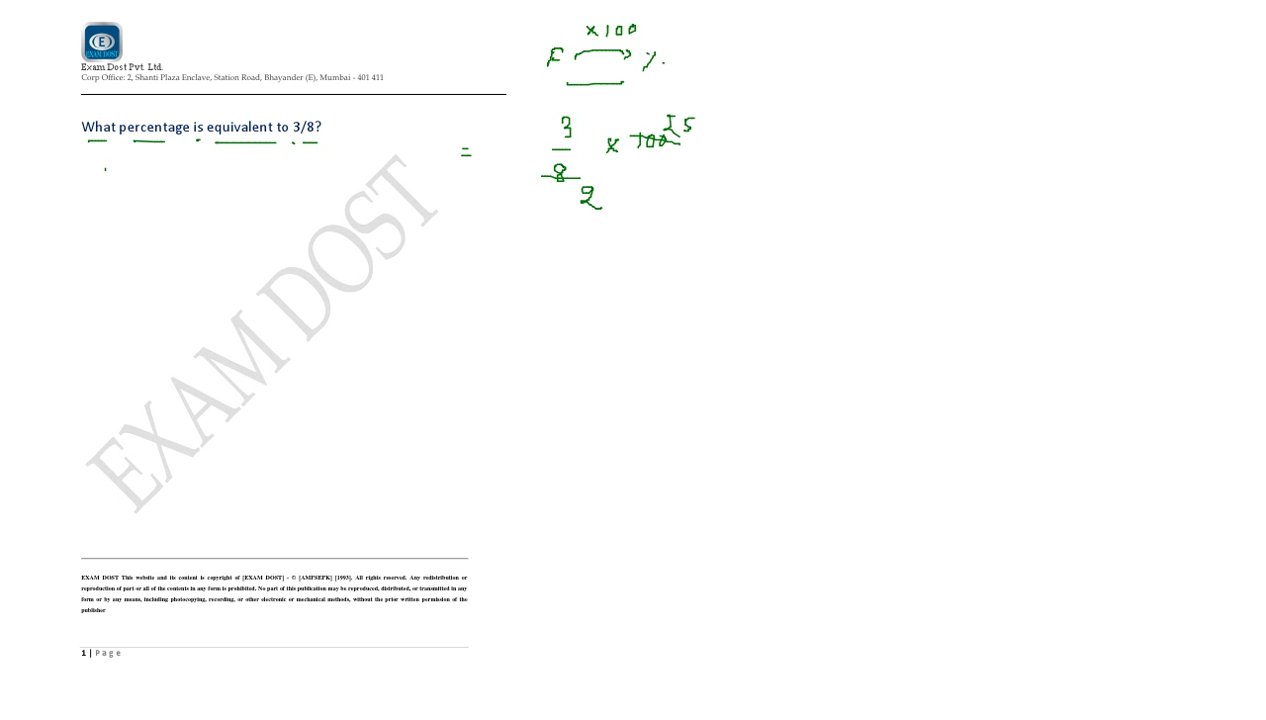 E
EXAM DOST
Exam Dost Pvt. Ltd.
Corp Office: 2, Shanti Plaza Enclave, Station Road, Bhayander (E), Mumbai - 401 411
×100
F %.
What percentage is equivalent to 3/8?
= 3/8 × 100 25
2
EXAM DOST
EXAM DOST This website and its content is copyright of [EXAM DOST] - © [AMFSEFK] [1993]. All rights reserved. Any redistribution or
reproduction of part or all of the contents in any form is prohibited. No part of this publication may be reproduced, distributed, or transmitted in any
form or by any means, including photocopying, recording, or other electronic or mechanical methods, without the prior written permission of the
publisher
1 | Page